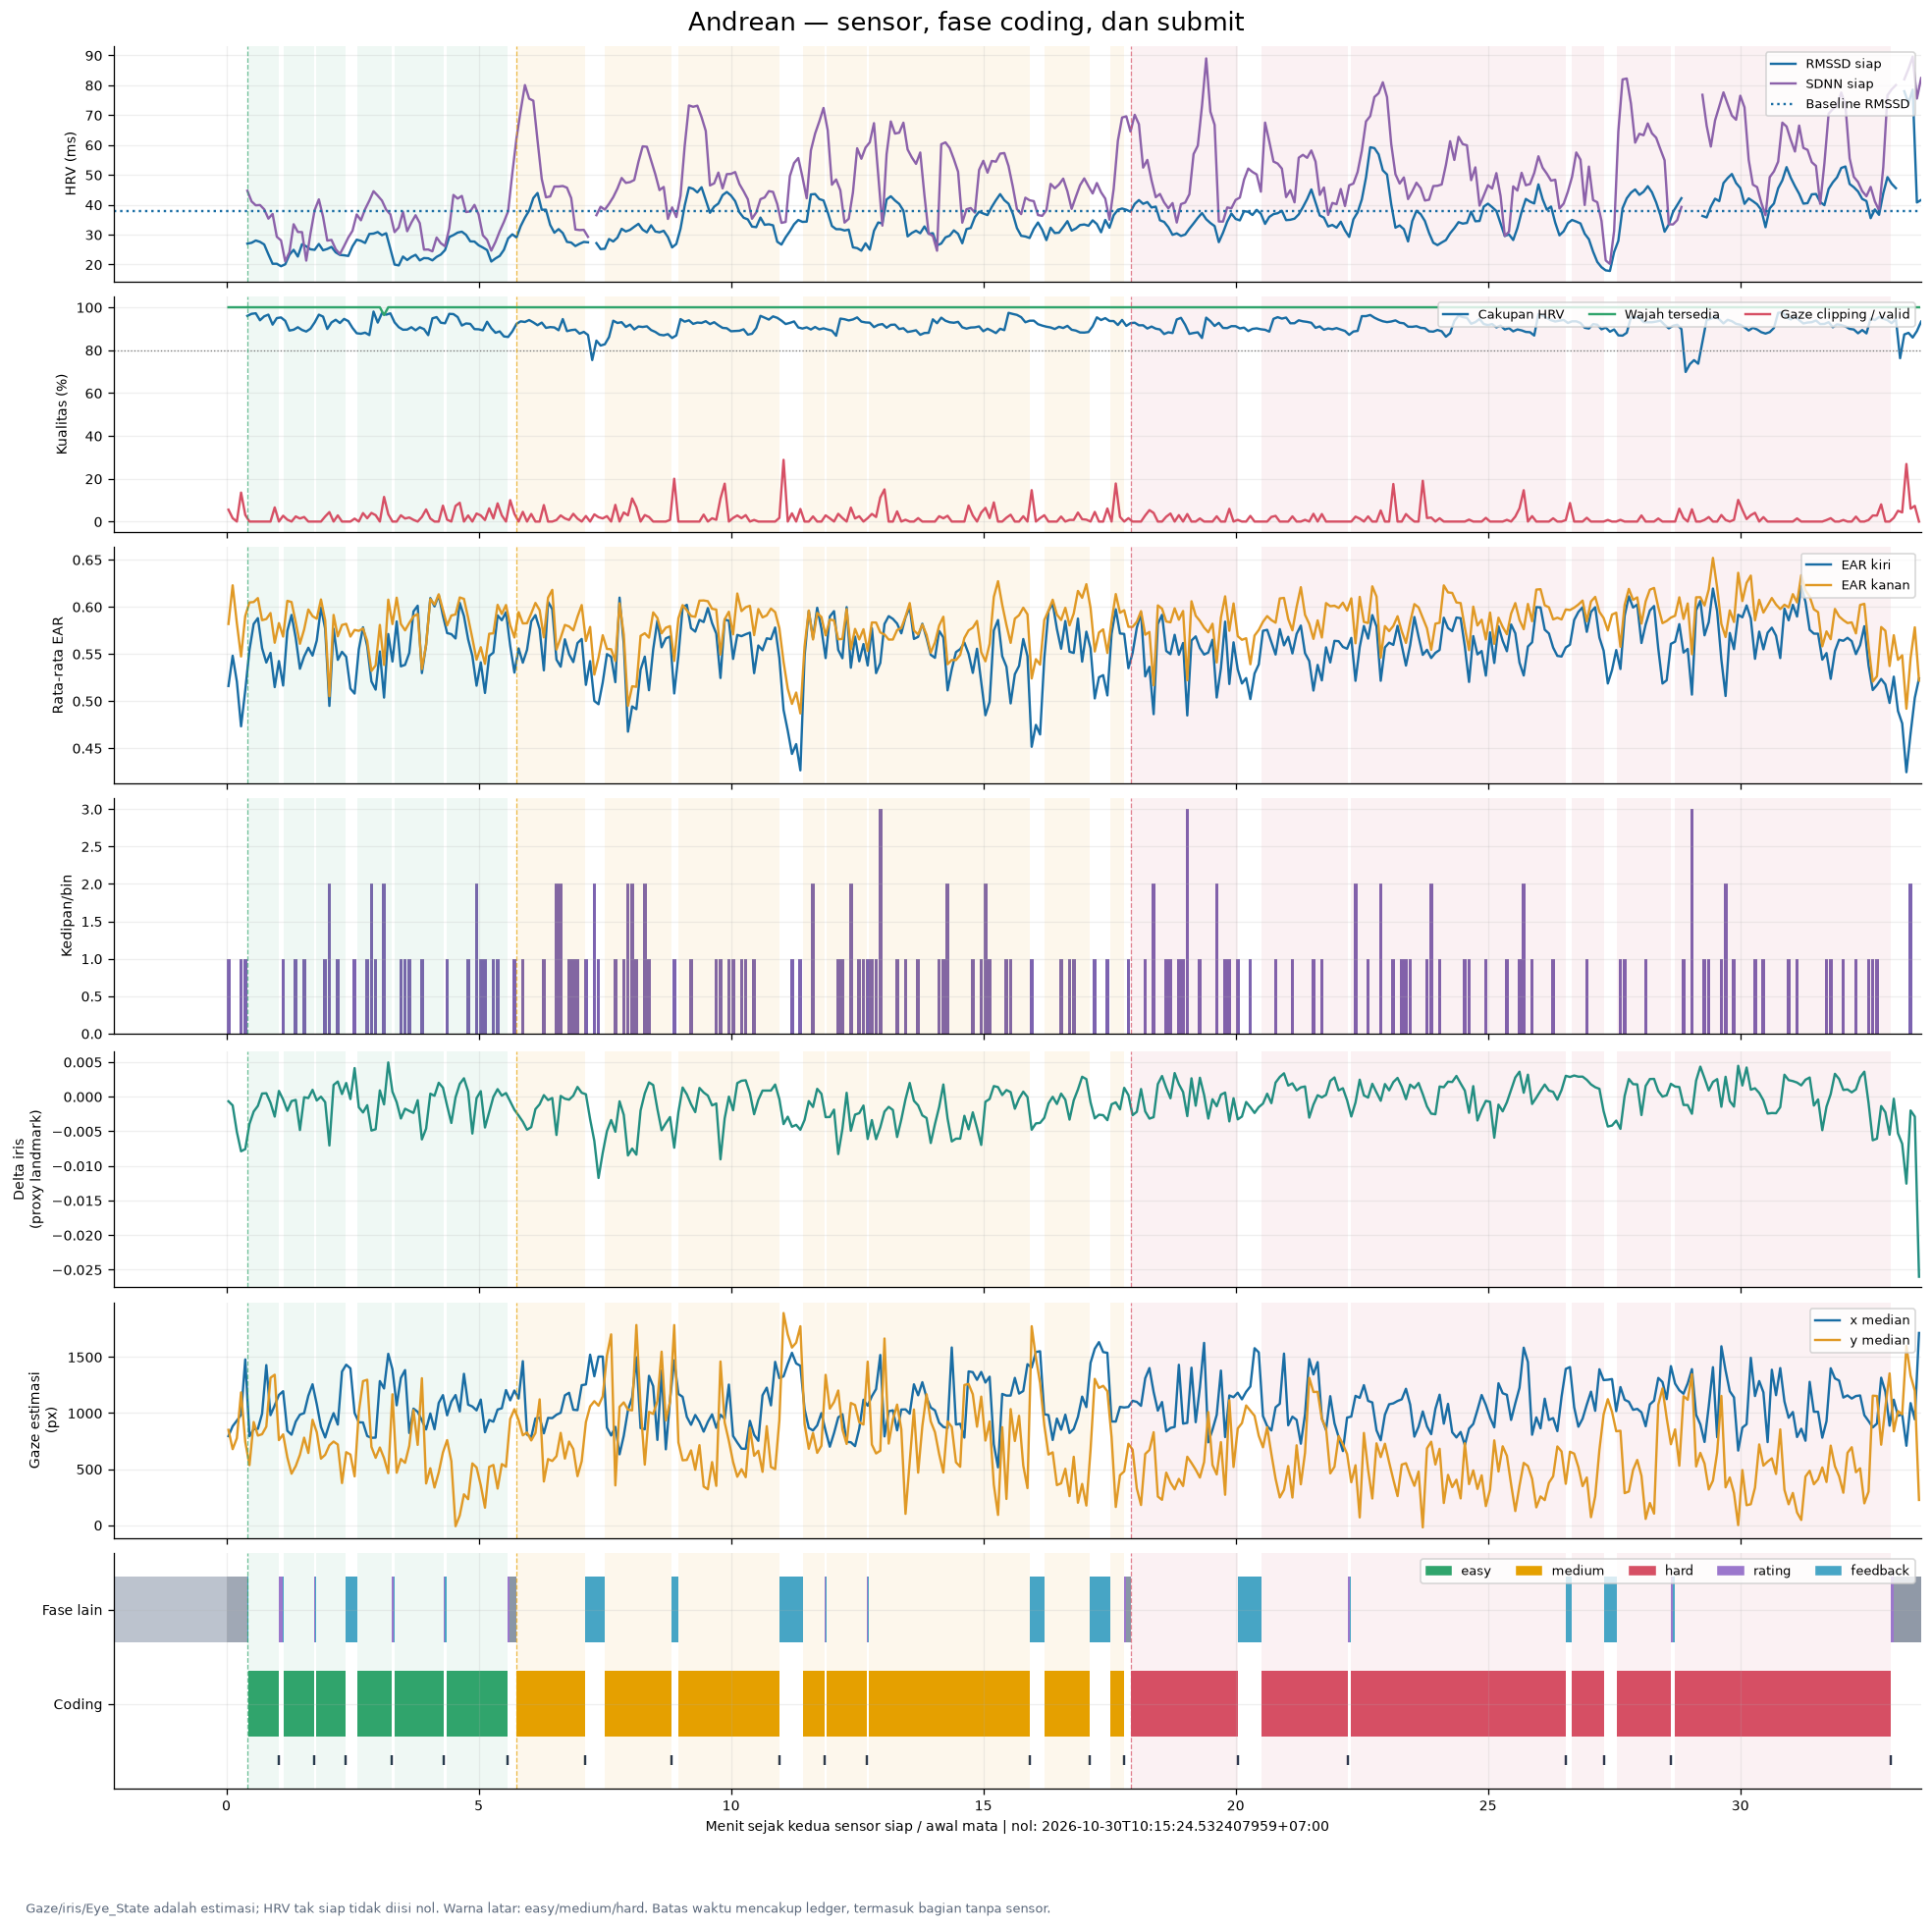 Andrean — sensor, fase coding, dan submit
HRV (ms)
90
80
70
60
50
40
30
20
RMSSD siap
SDNN siap
Baseline RMSSD
Kualitas (%)
100
80
60
40
20
0
Cakupan HRV
Wajah tersedia
Gaze clipping / valid
Rata-rata EAR
0.65
0.60
0.55
0.50
0.45
EAR kiri
EAR kanan
Kedipan/bin
3.0
2.5
2.0
1.5
1.0
0.5
0.0
Delta iris
(proxy landmark)
0.005
0.000
−0.005
−0.010
−0.015
−0.020
−0.025
Gaze estimasi
(px)
1500
1000
500
0
x median
y median
easy
medium
hard
rating
feedback
Fase lain
Coding
0
5
10
15
20
25
30
Menit sejak kedua sensor siap / awal mata | nol: 2026-10-30T10:15:24.532407959+07:00
Gaze/iris/Eye_State adalah estimasi; HRV tak siap tidak diisi nol. Warna latar: easy/medium/hard. Batas waktu mencakup ledger, termasuk bagian tanpa sensor.